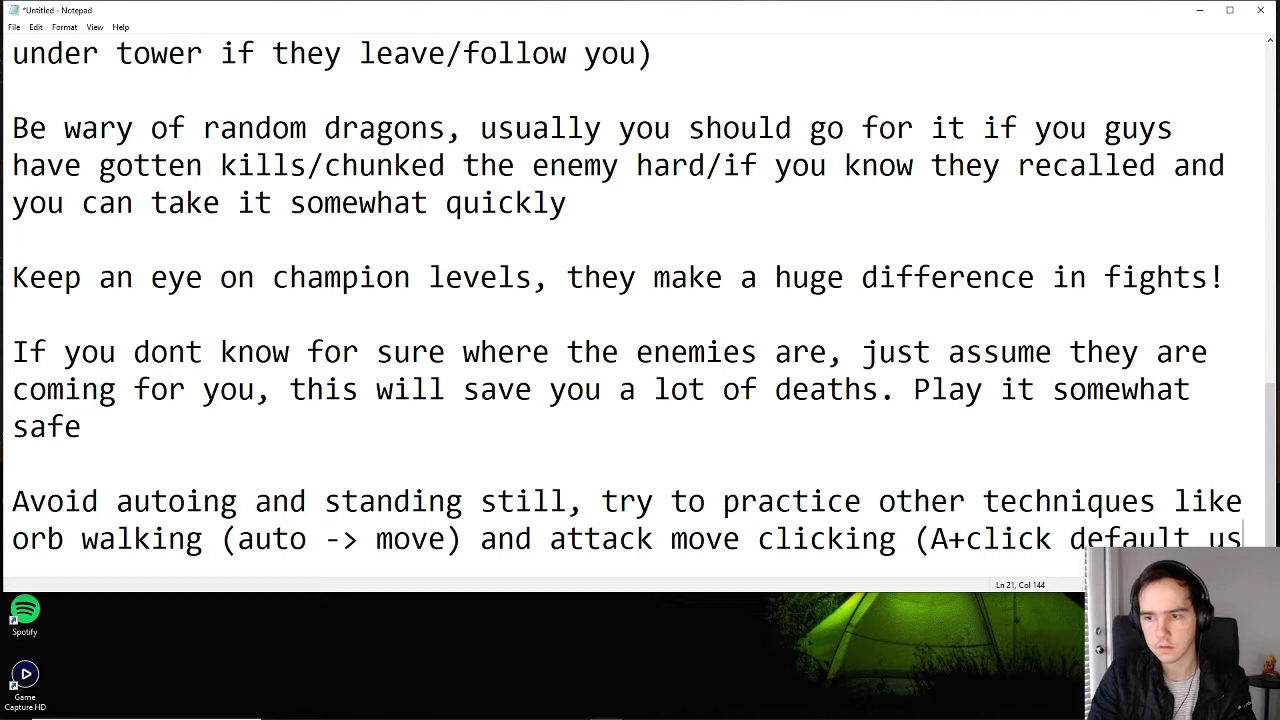 *Untitled - Notepad
File Edit Format View Help
under tower if they leave/follow you)
Be wary of random dragons, usually you should go for it if you guys
have gotten kills/chunked the enemy hard/if you know they recalled and
you can take it somewhat quickly
Keep an eye on champion levels, they make a huge difference in fights!
If you dont know for sure where the enemies are, just assume they are
coming for you, this will save you a lot of deaths. Play it somewhat
safe
Avoid autoing and standing still, try to practice other techniques like
orb walking (auto -> move) and attack move clicking (A+click default us
Ln 21, Col 144
Spotify
Game
Capture HD